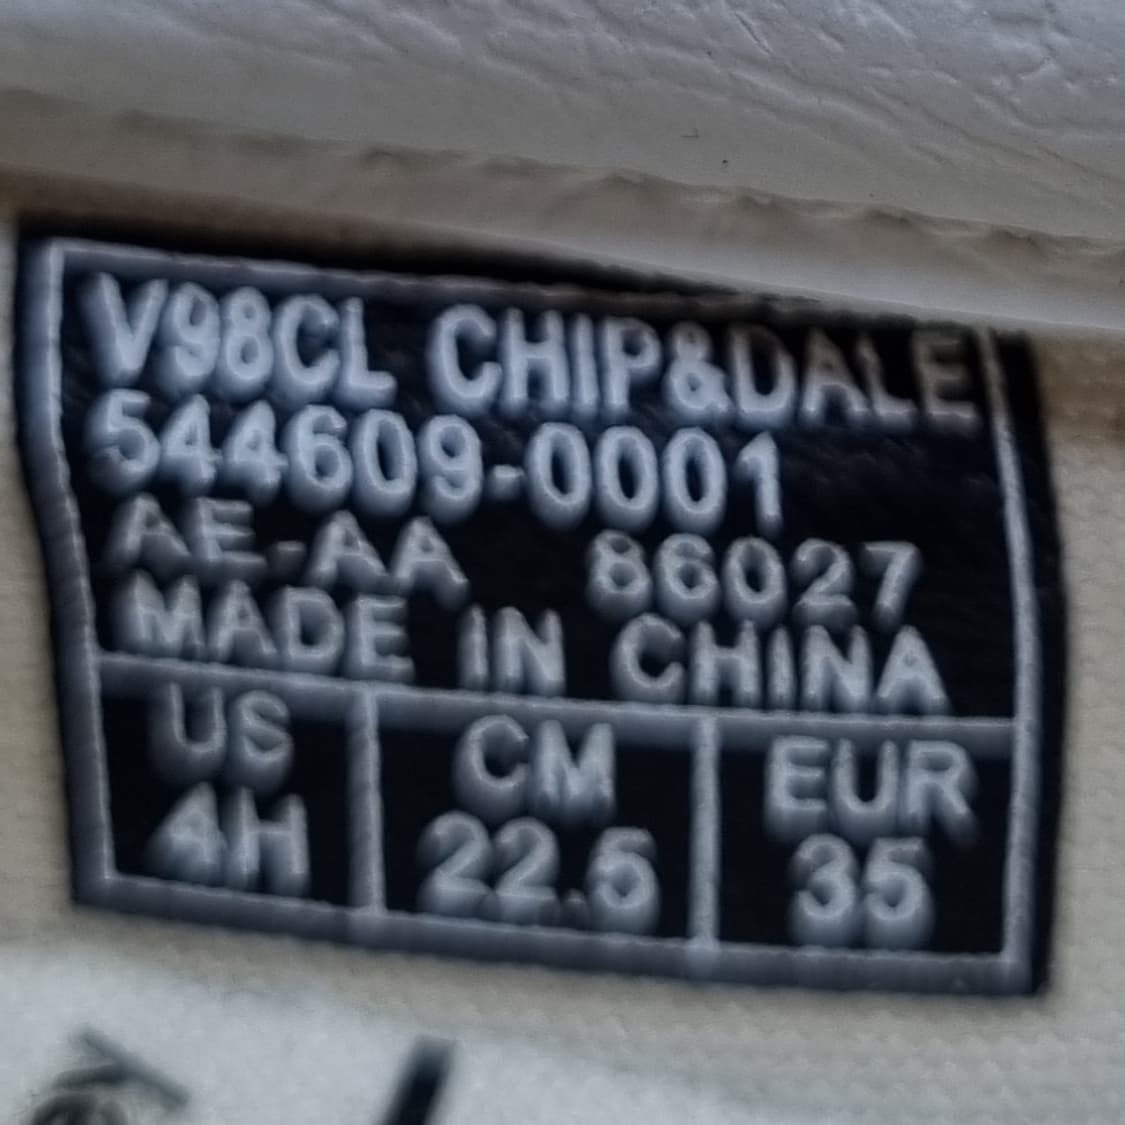 V98CL CHIP&DALE
544609-0001
AE-AA 86027
MADE IN CHINA
US CM EUR
4H 22.5 35